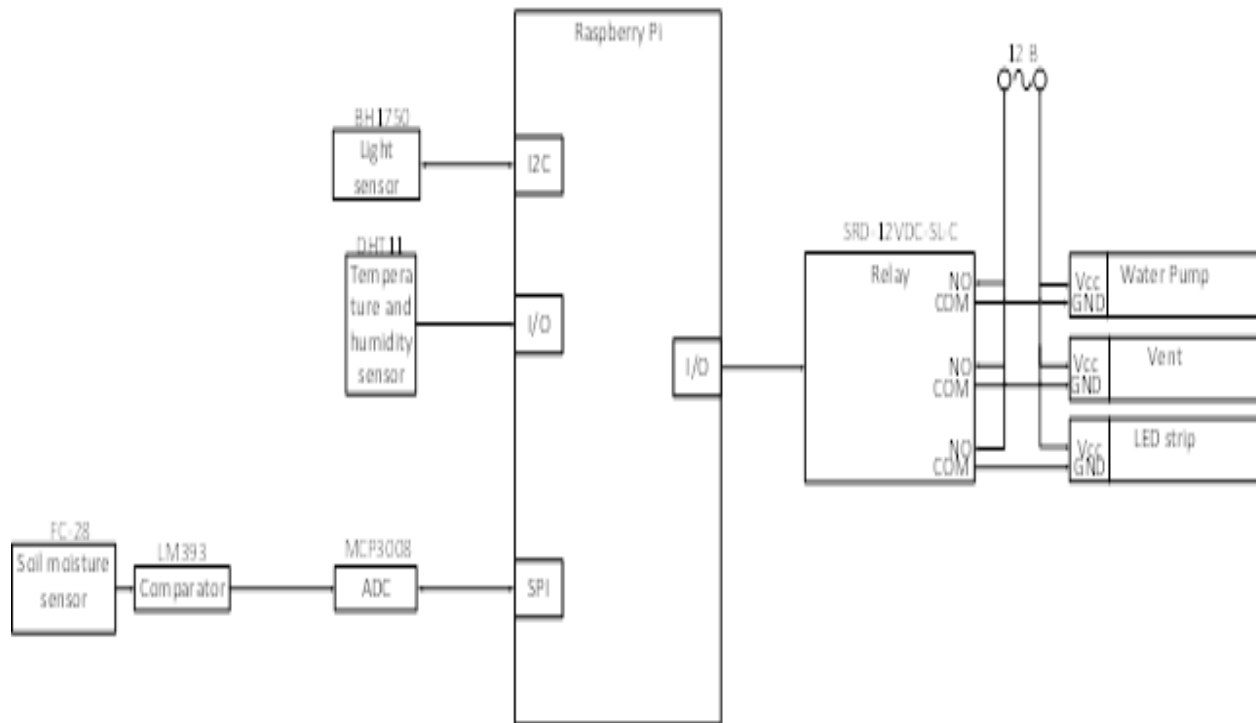 Raspberry Pi
12 B
BH1750
Light
sensor
I2C
DHT11
Tempera
ture and
humidity
sensor
I/O
I/O
SRD-12VDC-SL-C
Relay
NO
COM
NO
COM
NO
COM
Vcc
GND
Water Pump
Vcc
GND
Vent
Vcc
GND
LED strip
FC-28
Soil moisture
sensor
LM393
Comparator
MCP3008
ADC
SPI